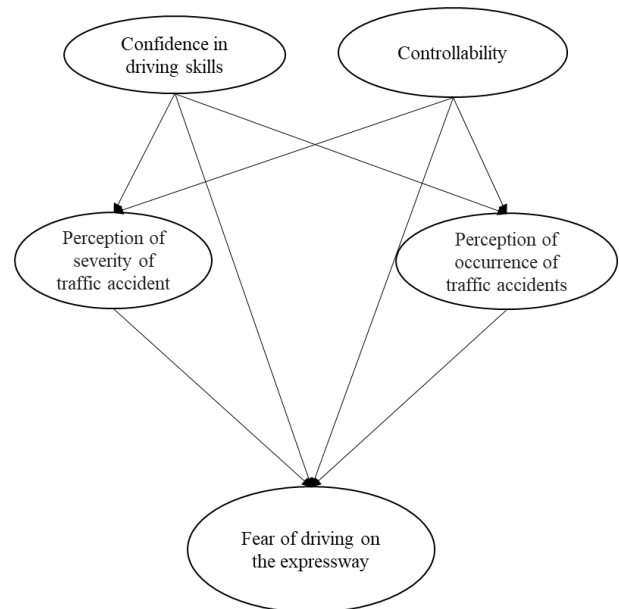 Confidence in
driving skills
Controllability
Perception of
severity of
traffic accident
Perception of
occurrence of
traffic accidents
Fear of driving on
the expressway